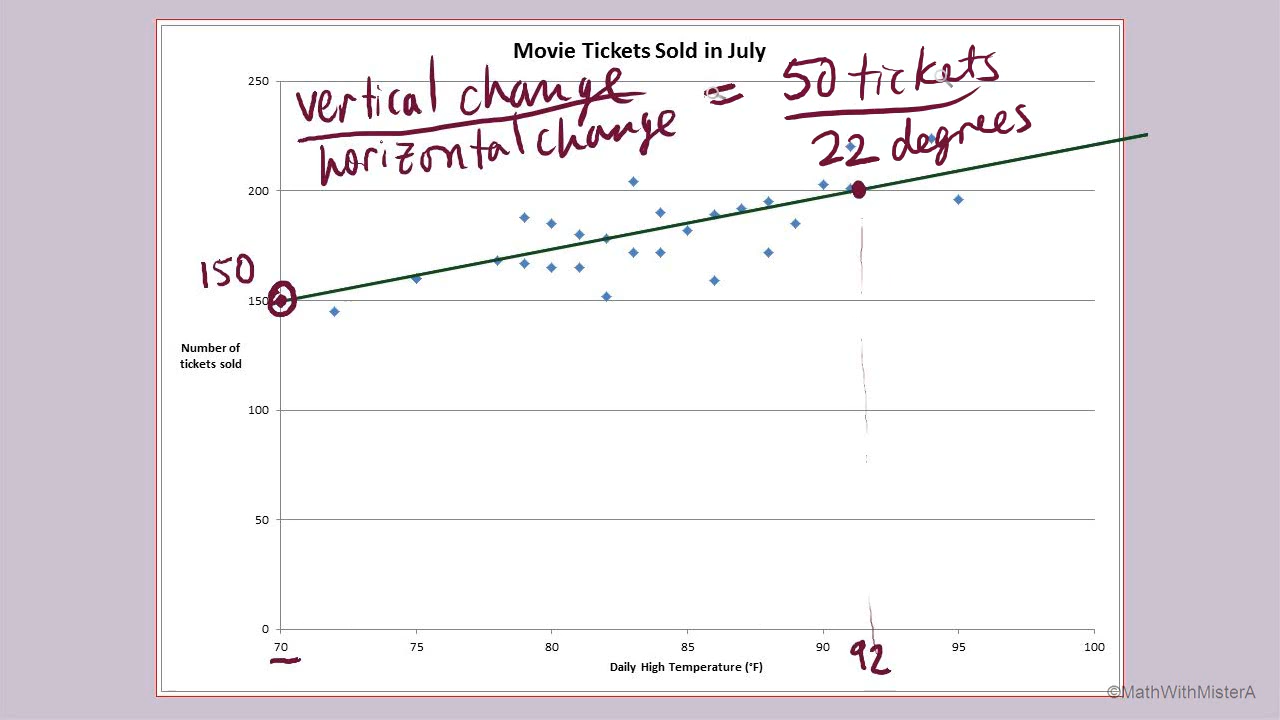 Movie Tickets Sold in July
250
vertical change = 50 tickets
horizontal change 22 degrees
200
150
150
Number of
tickets sold
100
50
0
70 75 80 85 90 95 100
92
Daily High Temperature (°F)
©MathWithMisterA